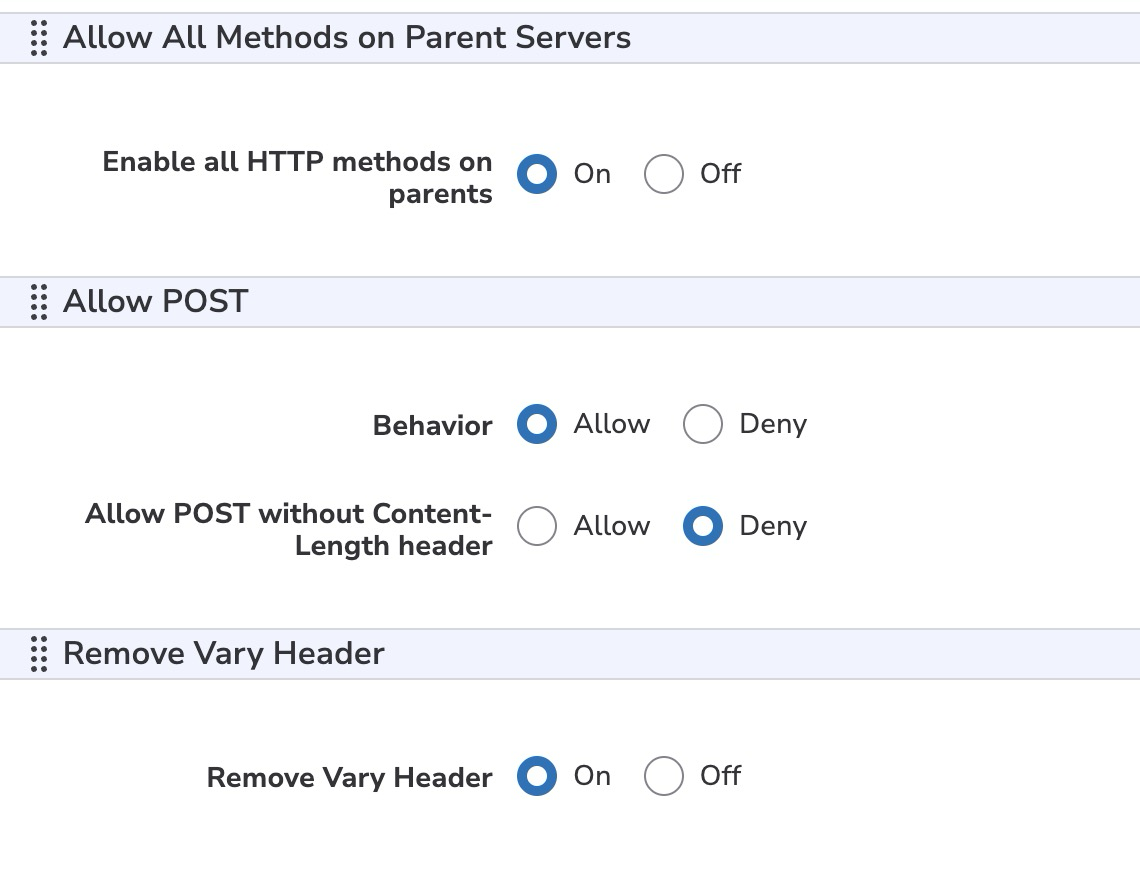 Allow All Methods on Parent Servers
Enable all HTTP methods on
parents
On
Off
Allow POST
Behavior
Allow
Deny
Allow POST without Content-
Length header
Allow
Deny
Remove Vary Header
Remove Vary Header
On
Off